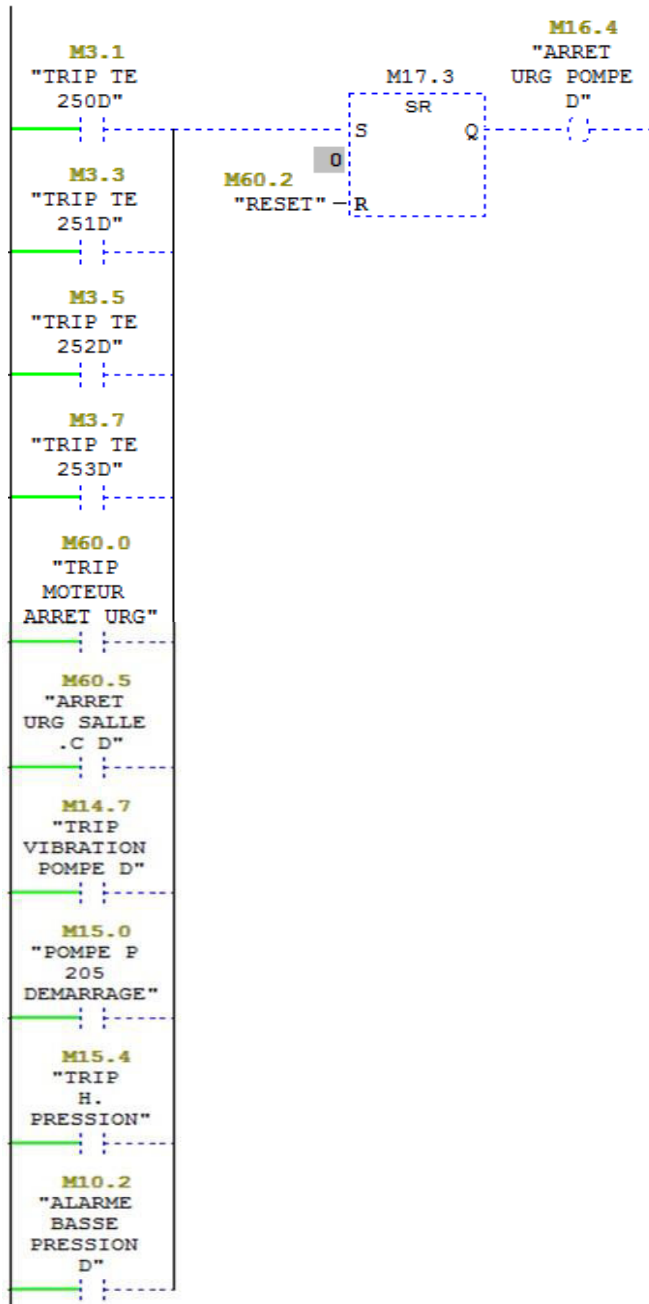 M3.1
"TRIP TE
250D"
M17.3
SR
S
Q
0
M60.2
"RESET"
R
M16.4
"ARRET
URG POMPE
D"
M3.3
"TRIP TE
251D"
M3.5
"TRIP TE
252D"
M3.7
"TRIP TE
253D"
M60.0
"TRIP
MOTEUR
ARRET URG"
M60.5
"ARRET
URG SALLE
.C D"
M14.7
"TRIP
VIBRATION
POMPE D"
M15.0
"POMPE P
205
DEMARRAGE"
M15.4
"TRIP
H.
PRESSION"
M10.2
"ALARME
BASSE
PRESSION
D"